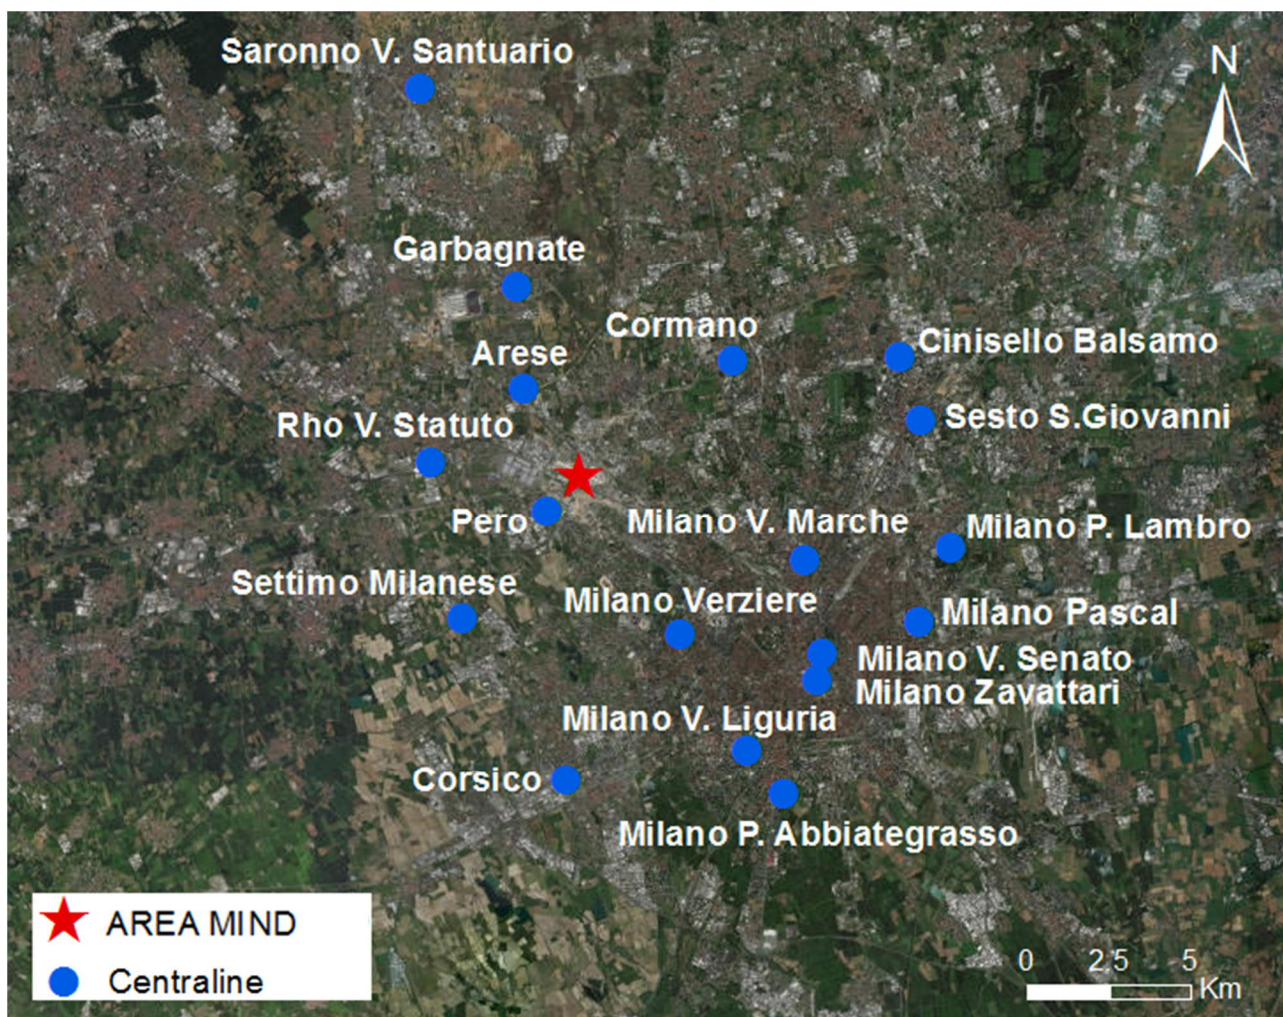 Saronno V. Santuario
N
Garbagnate
Cormano
Cinisello Balsamo
Arese
Sesto S.Giovanni
Rho V. Statuto
Pero
Milano V. Marche
Milano P. Lambro
Settimo Milanese
Milano Verziere
Milano Pascal
Milano V. Senato
Milano Zavattari
Milano V. Liguria
Corsico
Milano P. Abbiategrasso
AREA MIND
Centraline
0 2.5 5
Km